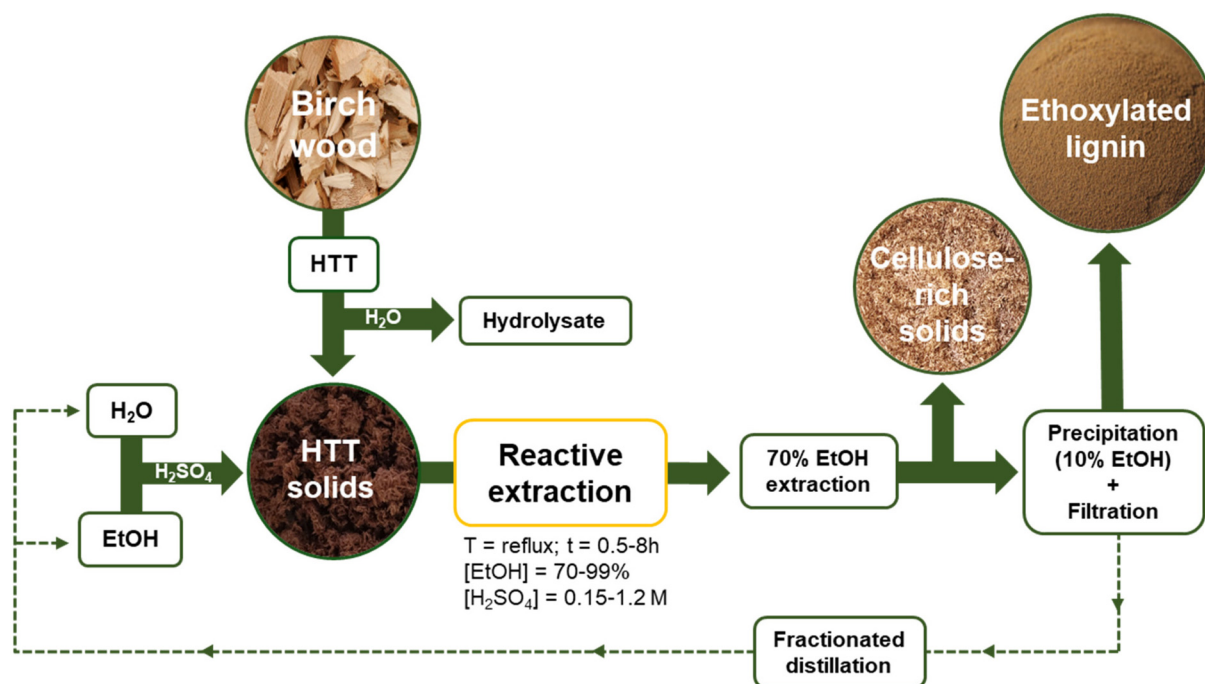 Birch
wood
Ethoxylated
lignin
HTT
Cellulose-
rich
solids
H₂O
Hydrolysate
H₂O
H₂SO₄
EtOH
HTT
solids
Reactive
extraction
T = reflux; t = 0.5-8h
[EtOH] = 70-99%
[H₂SO₄] = 0.15-1.2 M
70% EtOH
extraction
Precipitation
(10% EtOH)
+
Filtration
Fractionated
distillation